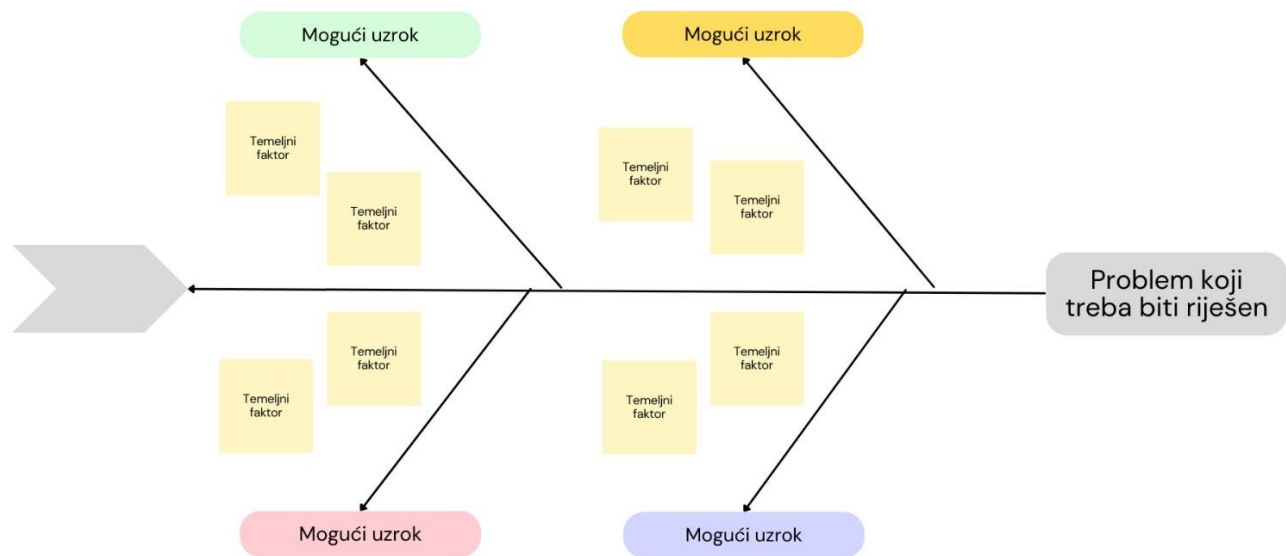 Mogući uzrok
Mogući uzrok
Temeljni
faktor
Temeljni
faktor
Temeljni
faktor
Temeljni
faktor
Problem koji
treba biti riješen
Temeljni
faktor
Temeljni
faktor
Temeljni
faktor
Temeljni
faktor
Mogući uzrok
Mogući uzrok